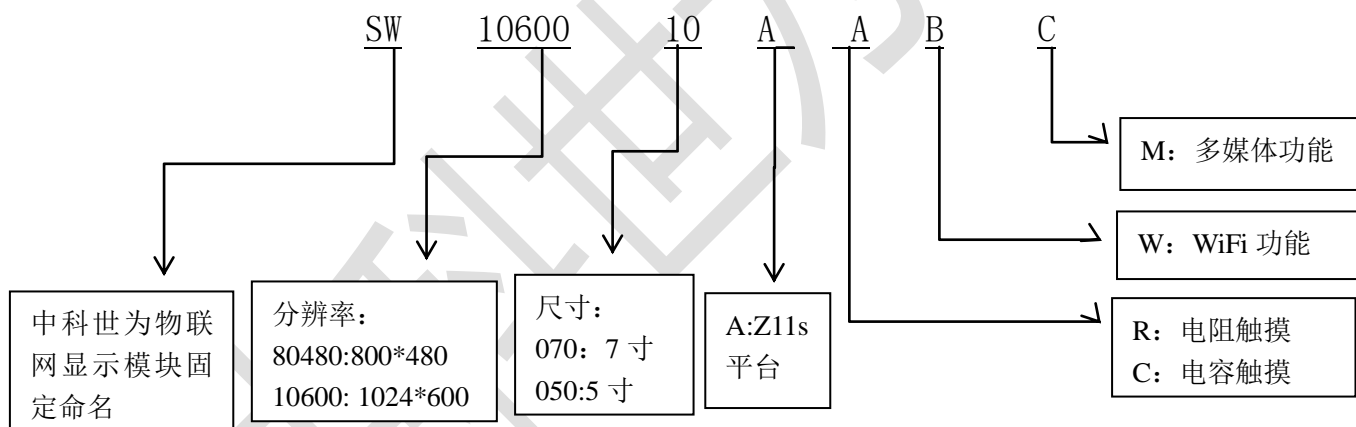 SW 10600 10 A _A B C
M：多媒体功能
W：WiFi 功能
R：电阻触摸
C：电容触摸
A:Z11s
平台
尺寸：
070：7 寸
050:5 寸
分辨率：
80480:800*480
10600: 1024*600
中科世为物联
网显示模块固
定命名